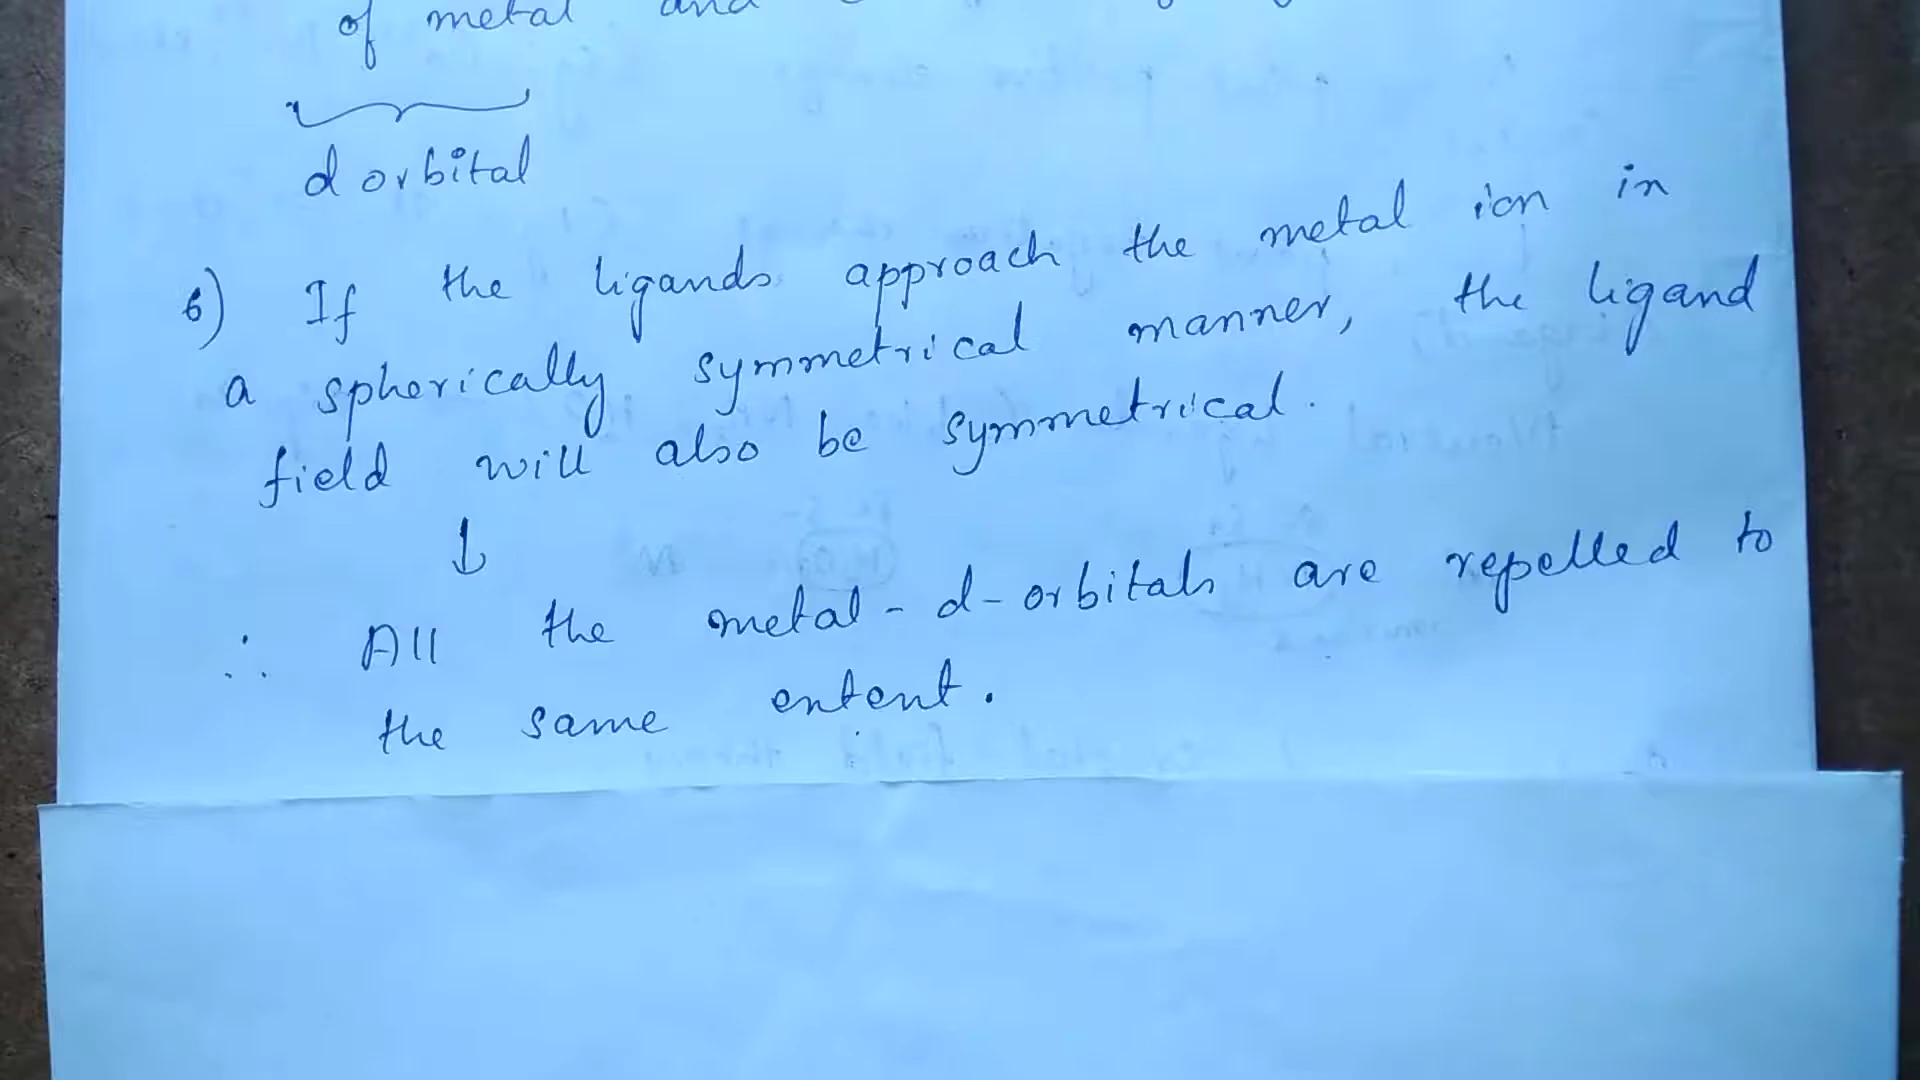 of metal and
d orbital
6) If the ligands approach the metal ion in
a spherically symmetrical manner, the ligand
field will also be symmetrical.
↓
∴ All the metal-d-orbitals are repelled to
the same extent.